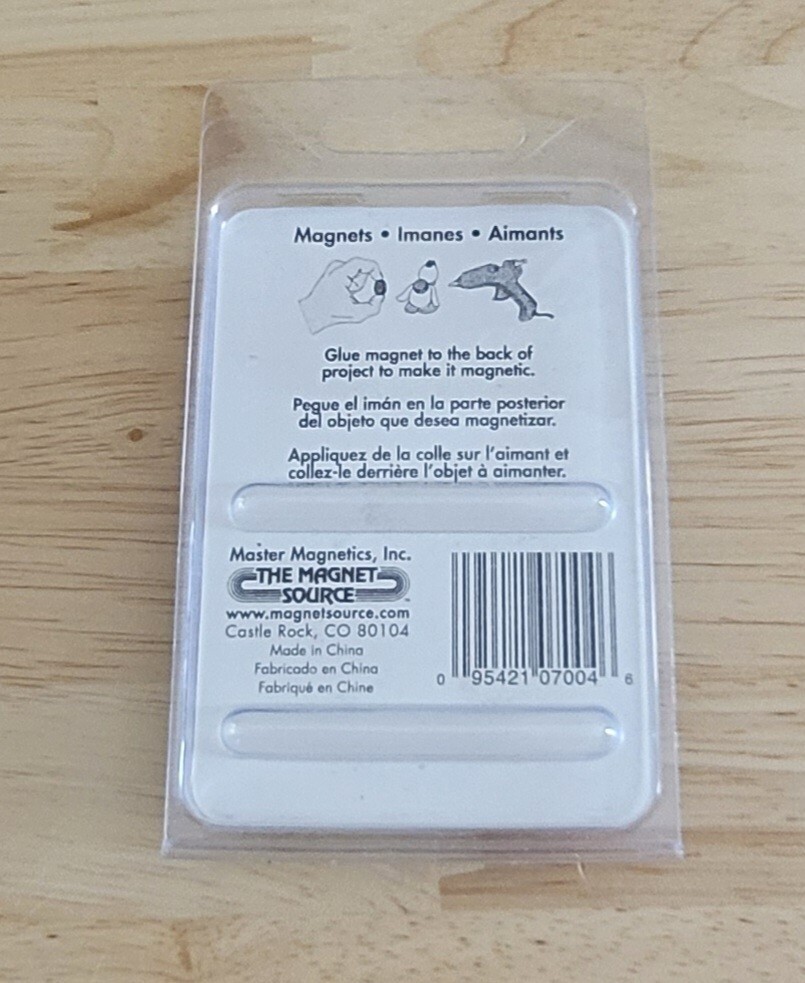 Magnets • Imanes • Aimants
Glue magnet to the back of
project to make it magnetic.
Pegue el imán en la parte posterior
del objeto que desea magnetizar.
Appliquez de la colle sur l'aimant et
collez-le derrière l'objet à aimanter.
Master Magnetics, Inc.
THE MAGNET
SOURCE
www.magnetsource.com
Castle Rock, CO 80104
Made in China
Fabricado en China
Fabriqué en Chine
0 95421 07004 6